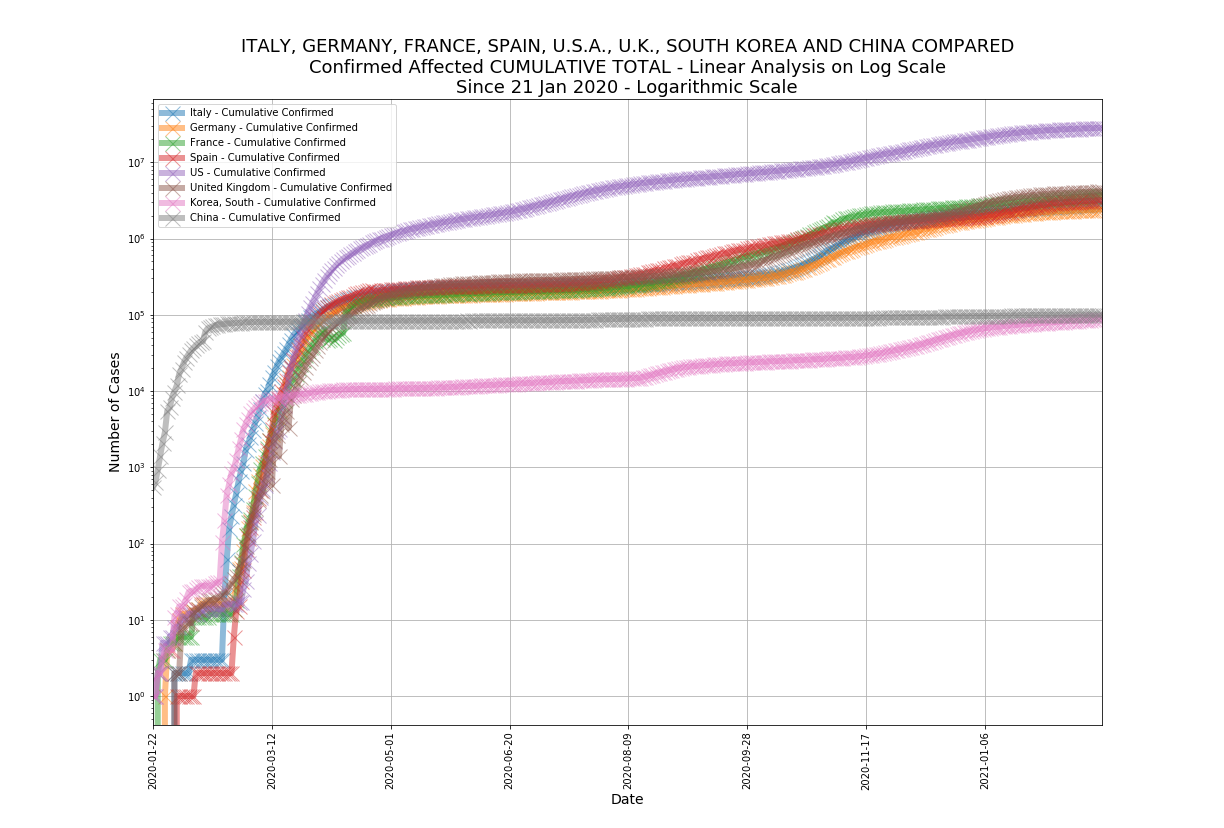 ITALY, GERMANY, FRANCE, SPAIN, U.S.A., U.K., SOUTH KOREA AND CHINA COMPARED
Confirmed Affected CUMULATIVE TOTAL - Linear Analysis on Log Scale
Since 21 Jan 2020 - Logarithmic Scale
Italy - Cumulative Confirmed
Germany - Cumulative Confirmed
France - Cumulative Confirmed
Spain - Cumulative Confirmed
US - Cumulative Confirmed
United Kingdom - Cumulative Confirmed
Korea, South - Cumulative Confirmed
China - Cumulative Confirmed
Number of Cases
10⁷
10⁶
10⁵
10⁴
10³
10²
10¹
10⁰
2020-01-22
2020-03-12
2020-05-01
2020-06-20
2020-08-09
2020-09-28
2020-11-17
2021-01-06
Date